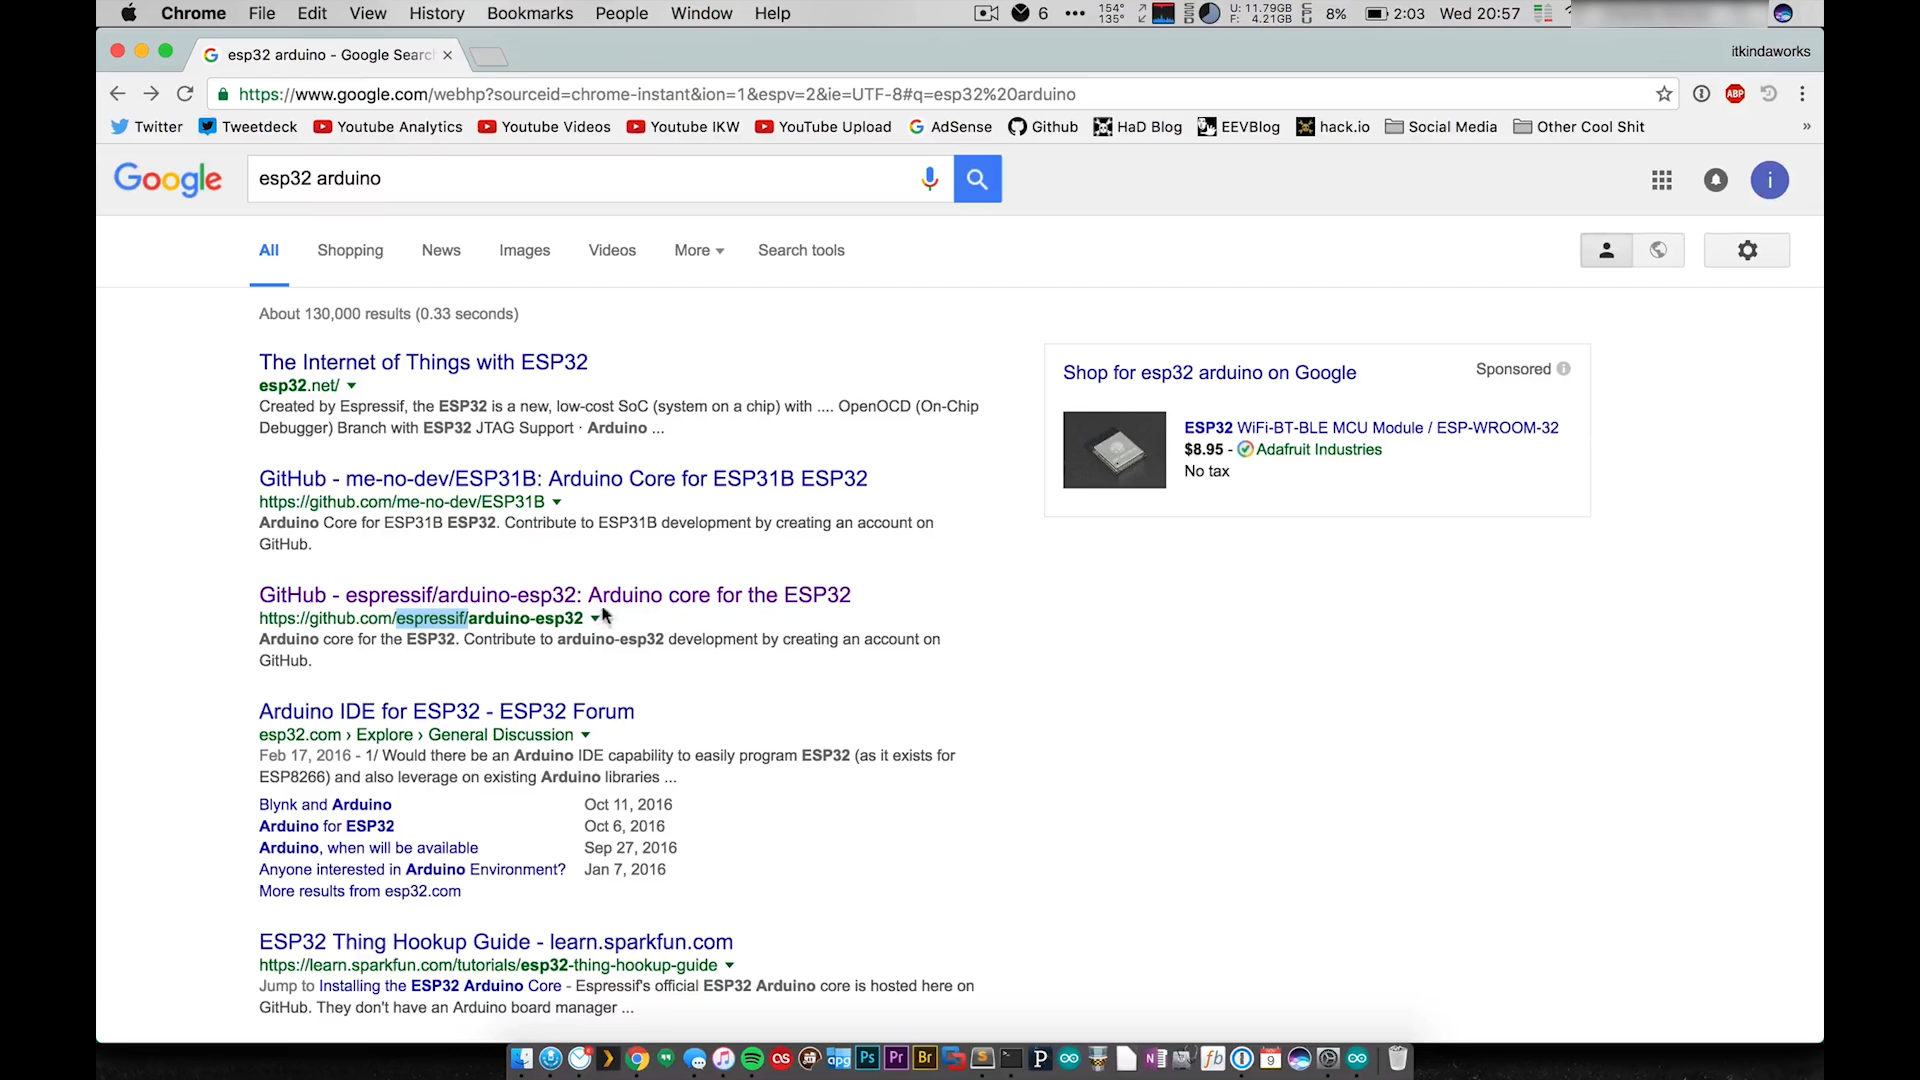 Chrome File Edit View History Bookmarks People Window Help 6 154° 135° U: 11.79GB F: 4.21GB 8% 2:03 Wed 20:57
esp32 arduino - Google Searc
itkindaworks
https://www.google.com/webhp?sourceid=chrome-instant&ion=1&espv=2&ie=UTF-8#q=esp32%20arduino
ABP
Twitter Tweetdeck Youtube Analytics Youtube Videos Youtube IKW YouTube Upload AdSense Github HaD Blog EEVBlog hack.io Social Media Other Cool Shit »
Google esp32 arduino i
All Shopping News Images Videos More Search tools
About 130,000 results (0.33 seconds)
The Internet of Things with ESP32
esp32.net/
Created by Espressif, the ESP32 is a new, low-cost SoC (system on a chip) with .... OpenOCD (On-Chip
Debugger) Branch with ESP32 JTAG Support · Arduino ...
GitHub - me-no-dev/ESP31B: Arduino Core for ESP31B ESP32
https://github.com/me-no-dev/ESP31B
Arduino Core for ESP31B ESP32. Contribute to ESP31B development by creating an account on
GitHub.
GitHub - espressif/arduino-esp32: Arduino core for the ESP32
https://github.com/espressif/arduino-esp32
Arduino core for the ESP32. Contribute to arduino-esp32 development by creating an account on
GitHub.
Arduino IDE for ESP32 - ESP32 Forum
esp32.com › Explore › General Discussion
Feb 17, 2016 - 1/ Would there be an Arduino IDE capability to easily program ESP32 (as it exists for
ESP8266) and also leverage on existing Arduino libraries ...
Blynk and Arduino Oct 11, 2016
Arduino for ESP32 Oct 6, 2016
Arduino, when will be available Sep 27, 2016
Anyone interested in Arduino Environment? Jan 7, 2016
More results from esp32.com
ESP32 Thing Hookup Guide - learn.sparkfun.com
https://learn.sparkfun.com/tutorials/esp32-thing-hookup-guide
Jump to Installing the ESP32 Arduino Core - Espressif's official ESP32 Arduino core is hosted here on
GitHub. They don't have an Arduino board manager ...
Shop for esp32 arduino on Google Sponsored
ESP32 WiFi-BT-BLE MCU Module / ESP-WROOM-32
$8.95 - Adafruit Industries
No tax
Ps Pr Br